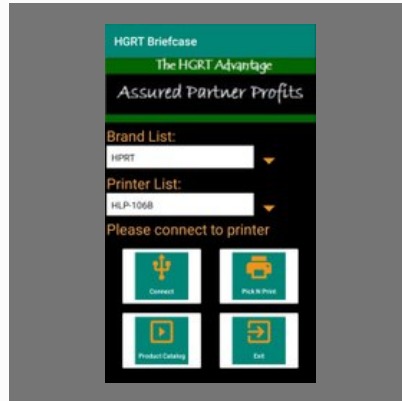 HGRT Briefcase
The HGRT Advantage
Assured Partner Profits
Brand List:
HPRT
Printer List:
HLP-106B
Please connect to printer
Connect
Pick N Print
Product Catalog
Exit